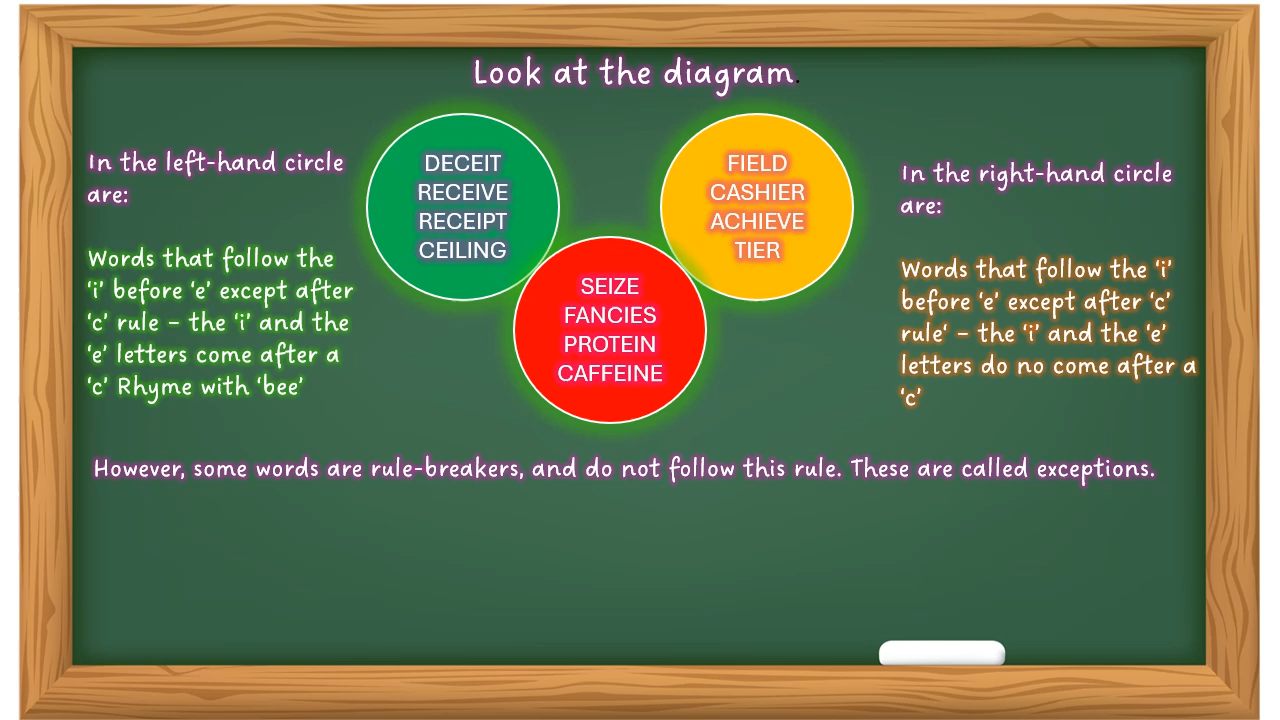 Look at the diagram.
In the left-hand circle
are:
Words that follow the
‘i’ before ‘e’ except after
‘c’ rule – the ‘i’ and the
‘e’ letters come after a
‘c’ Rhyme with ‘bee’
DECEIT
RECEIVE
RECEIPT
CEILING
SEIZE
FANCIES
PROTEIN
CAFFEINE
FIELD
CASHIER
ACHIEVE
TIER
In the right-hand circle
are:
Words that follow the ‘i’
before ‘e’ except after ‘c’
rule‘ – the ‘i’ and the ‘e’
letters do no come after a
‘c’
However, some words are rule-breakers, and do not follow this rule. These are called exceptions.